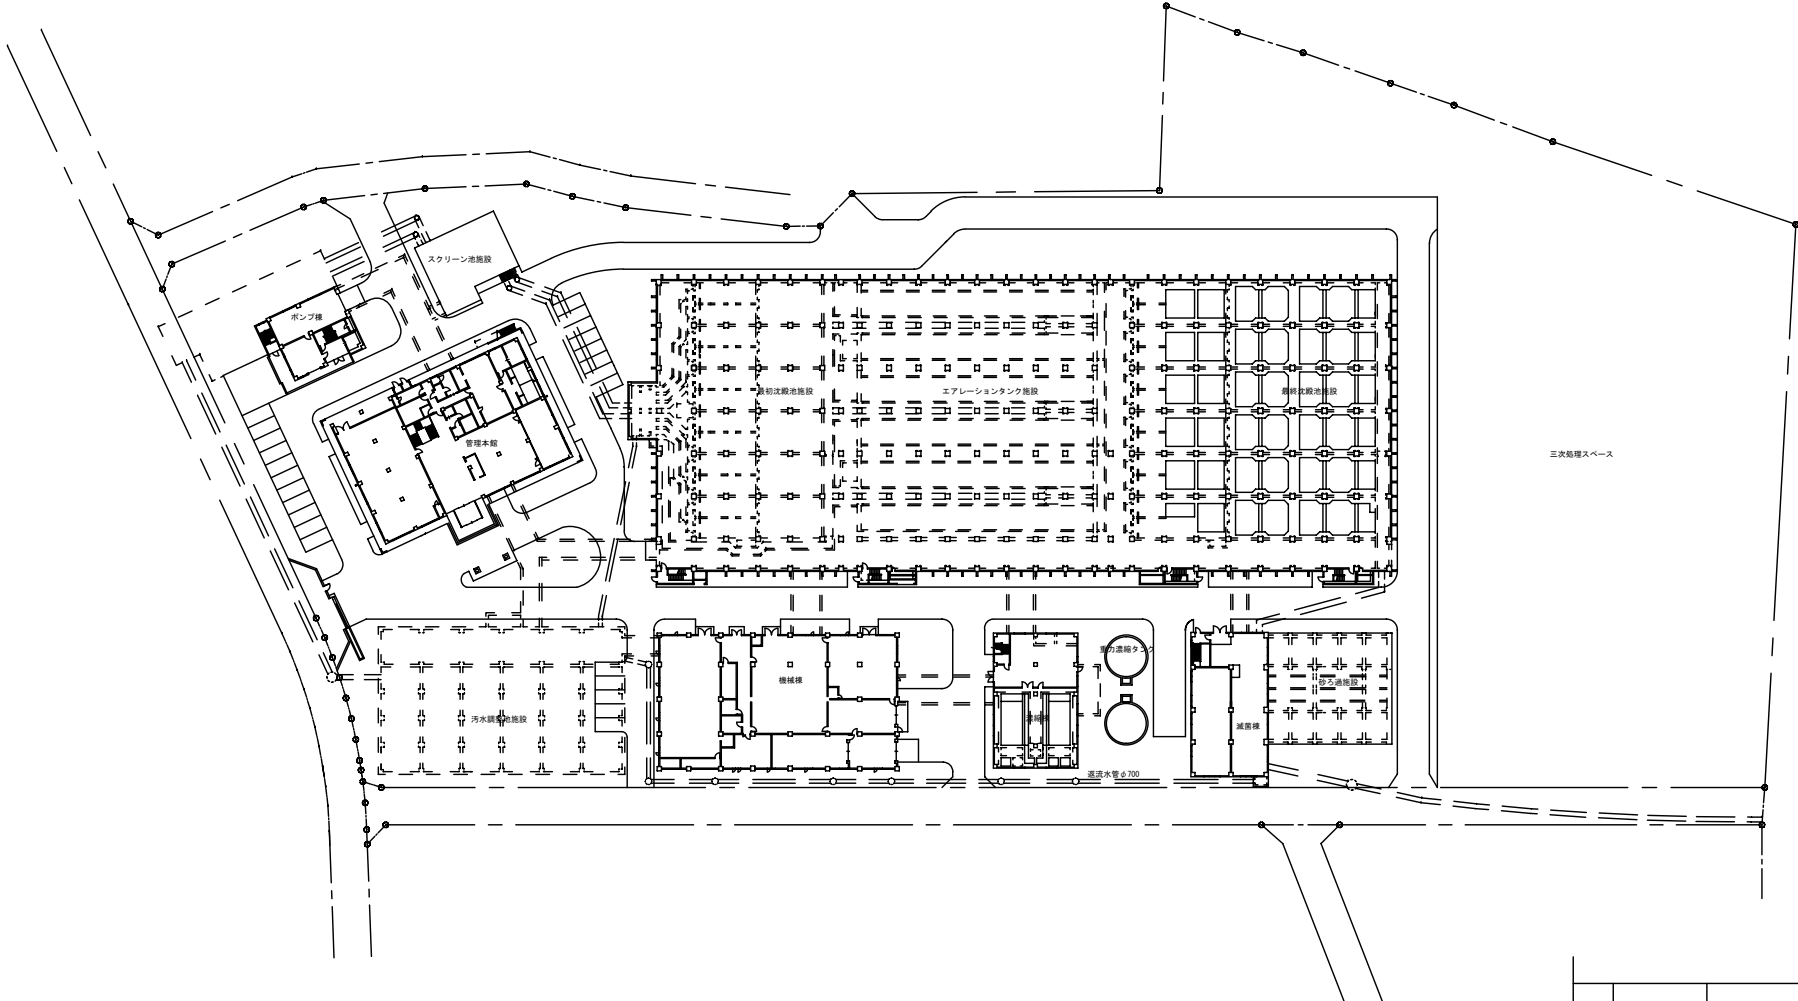 スクリーン池施設
ポンプ棟
管理本館
最初沈殿池施設
エアレーションタンク施設
最終沈殿池施設
三次処理スペース
重力濃縮タンク
機械棟
砂ろ過施設
汚水調整池施設
濃縮棟
滅菌棟
返流水管φ700